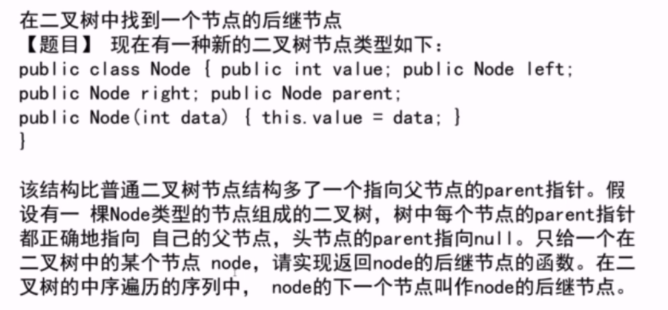 在二叉树中找到一个节点的后继节点
【题目】 现在有一种新的二叉树节点类型如下：
public class Node { public int value; public Node left;
public Node right; public Node parent;
public Node(int data) { this.value = data; }
}
该结构比普通二叉树节点结构多了一个指向父节点的parent指针。假
设有一 棵Node类型的节点组成的二叉树，树中每个节点的parent指针
都正确地指向 自己的父节点，头节点的parent指向null。只给一个在
二叉树中的某个节点 node，请实现返回node的后继节点的函数。在二
叉树的中序遍历的序列中， node的下一个节点叫作node的后继节点。